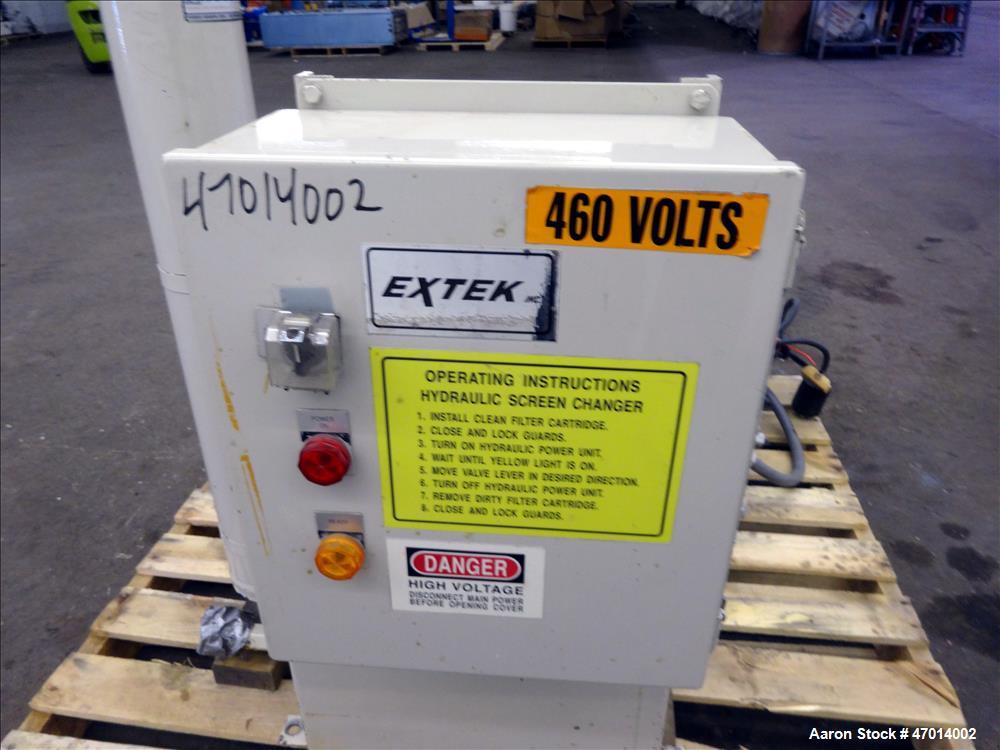 47014002
460 VOLTS
EXTEK INC
OPERATING INSTRUCTIONS
HYDRAULIC SCREEN CHANGER
1. INSTALL CLEAN FILTER CARTRIDGE.
2. CLOSE AND LOCK GUARDS.
3. TURN ON HYDRAULIC POWER UNIT.
4. WAIT UNTIL YELLOW LIGHT IS ON.
5. MOVE VALVE LEVER IN DESIRED DIRECTION.
6. TURN OFF HYDRAULIC POWER UNIT.
7. REMOVE DIRTY FILTER CARTRIDGE.
8. CLOSE AND LOCK GUARDS.
POWER
ON
READY
DANGER
HIGH VOLTAGE
DISCONNECT MAIN POWER
BEFORE OPENING COVER
Aaron Stock # 47014002